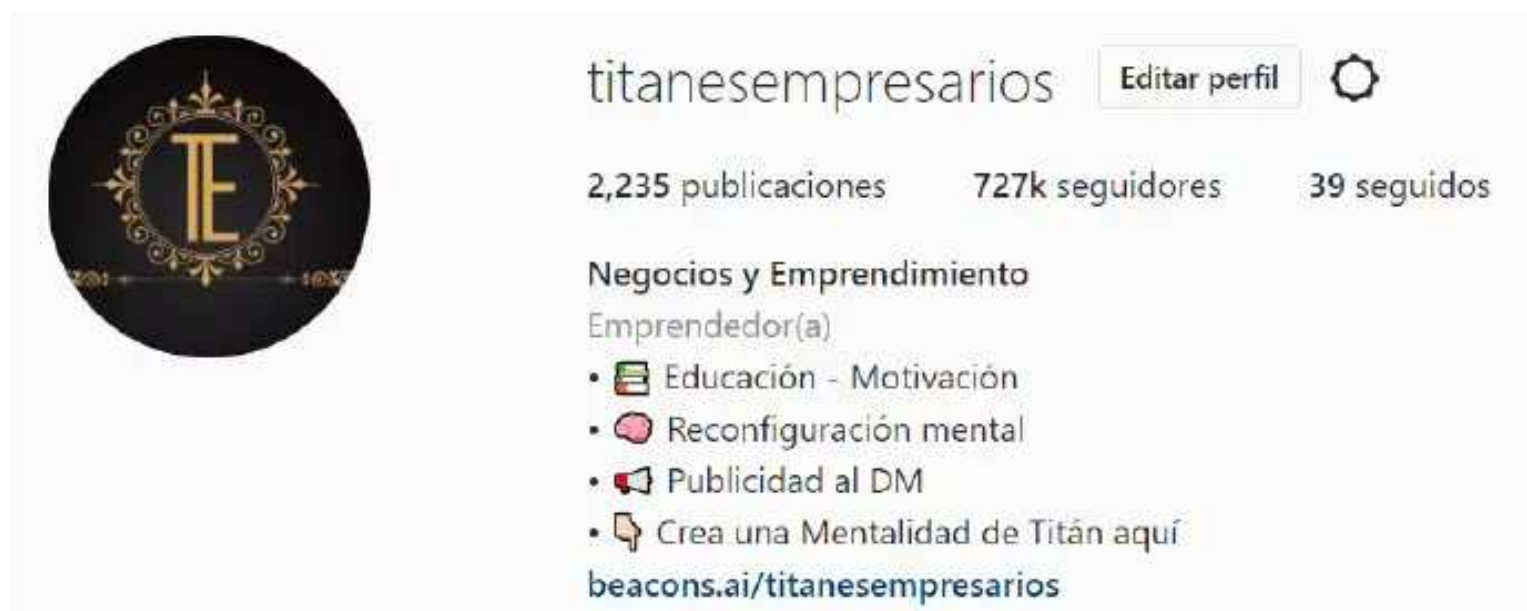 TE
titanesempresarios Editar perfil
2,235 publicaciones 727k seguidores 39 seguidos
Negocios y Emprendimiento
Emprendedor(a)
• 📚 Educación - Motivación
• 🧠 Reconfiguración mental
• 📢 Publicidad al DM
• 👇🏻 Crea una Mentalidad de Titán aquí
beacons.ai/titanesempresarios